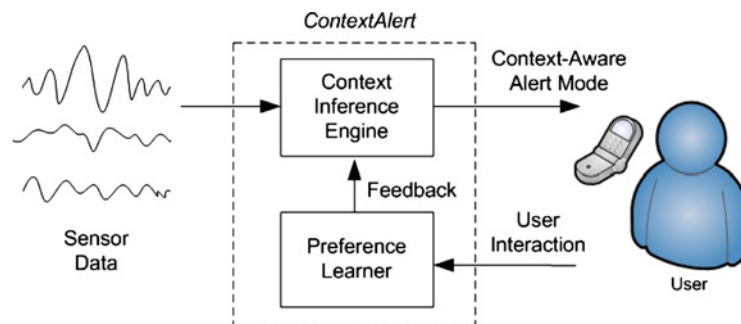 ContextAlert
Context
Inference
Engine
Context-Aware
Alert Mode
Sensor
Data
Feedback
Preference
Learner
User
Interaction
User